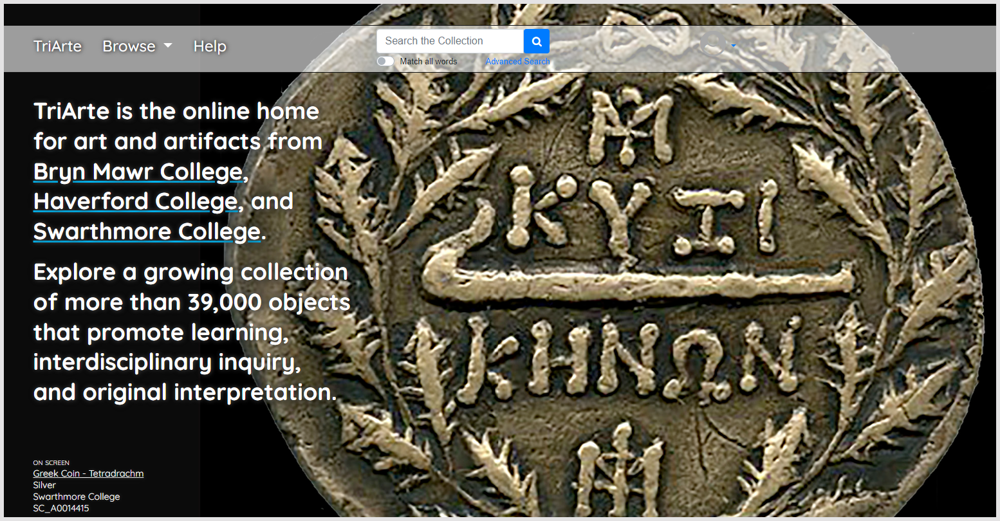 TriArte Browse Help
Search the Collection
Match all words Advanced Search
TriArte is the online home
for art and artifacts from
Bryn Mawr College,
Haverford College, and
Swarthmore College.
Explore a growing collection
of more than 39,000 objects
that promote learning,
interdisciplinary inquiry,
and original interpretation.
ON SCREEN
Greek Coin - Tetradrachm
Silver
Swarthmore College
SC_A0014415
ΚΥΖΙ
ΚΗΝΩΝ